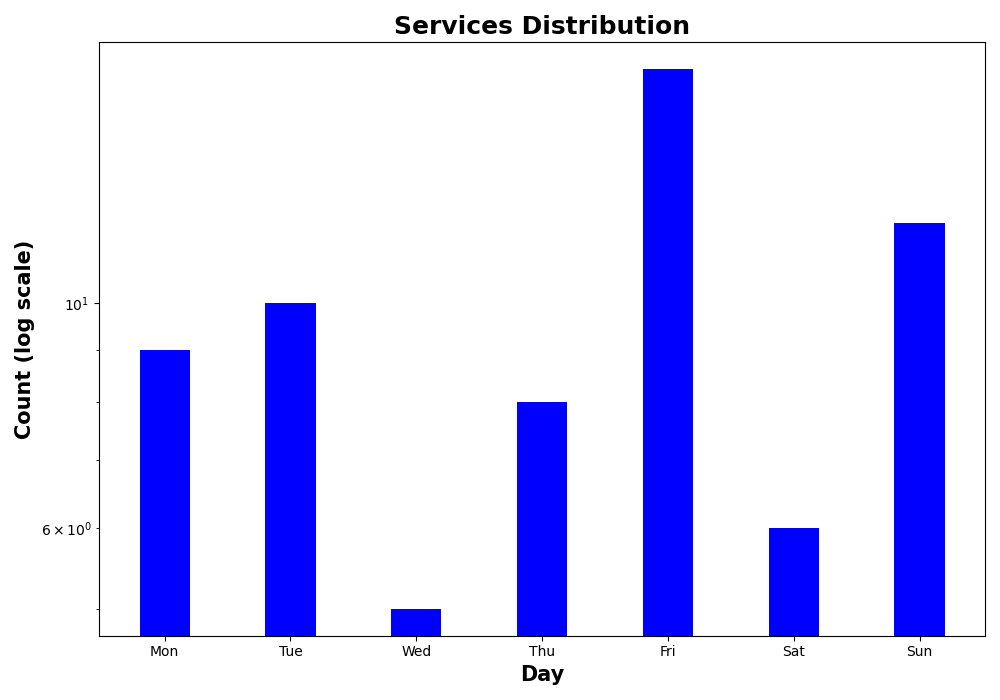 Services Distribution
Count (log scale)
10¹
6 × 10⁰
Mon Tue Wed Thu Fri Sat Sun
Day